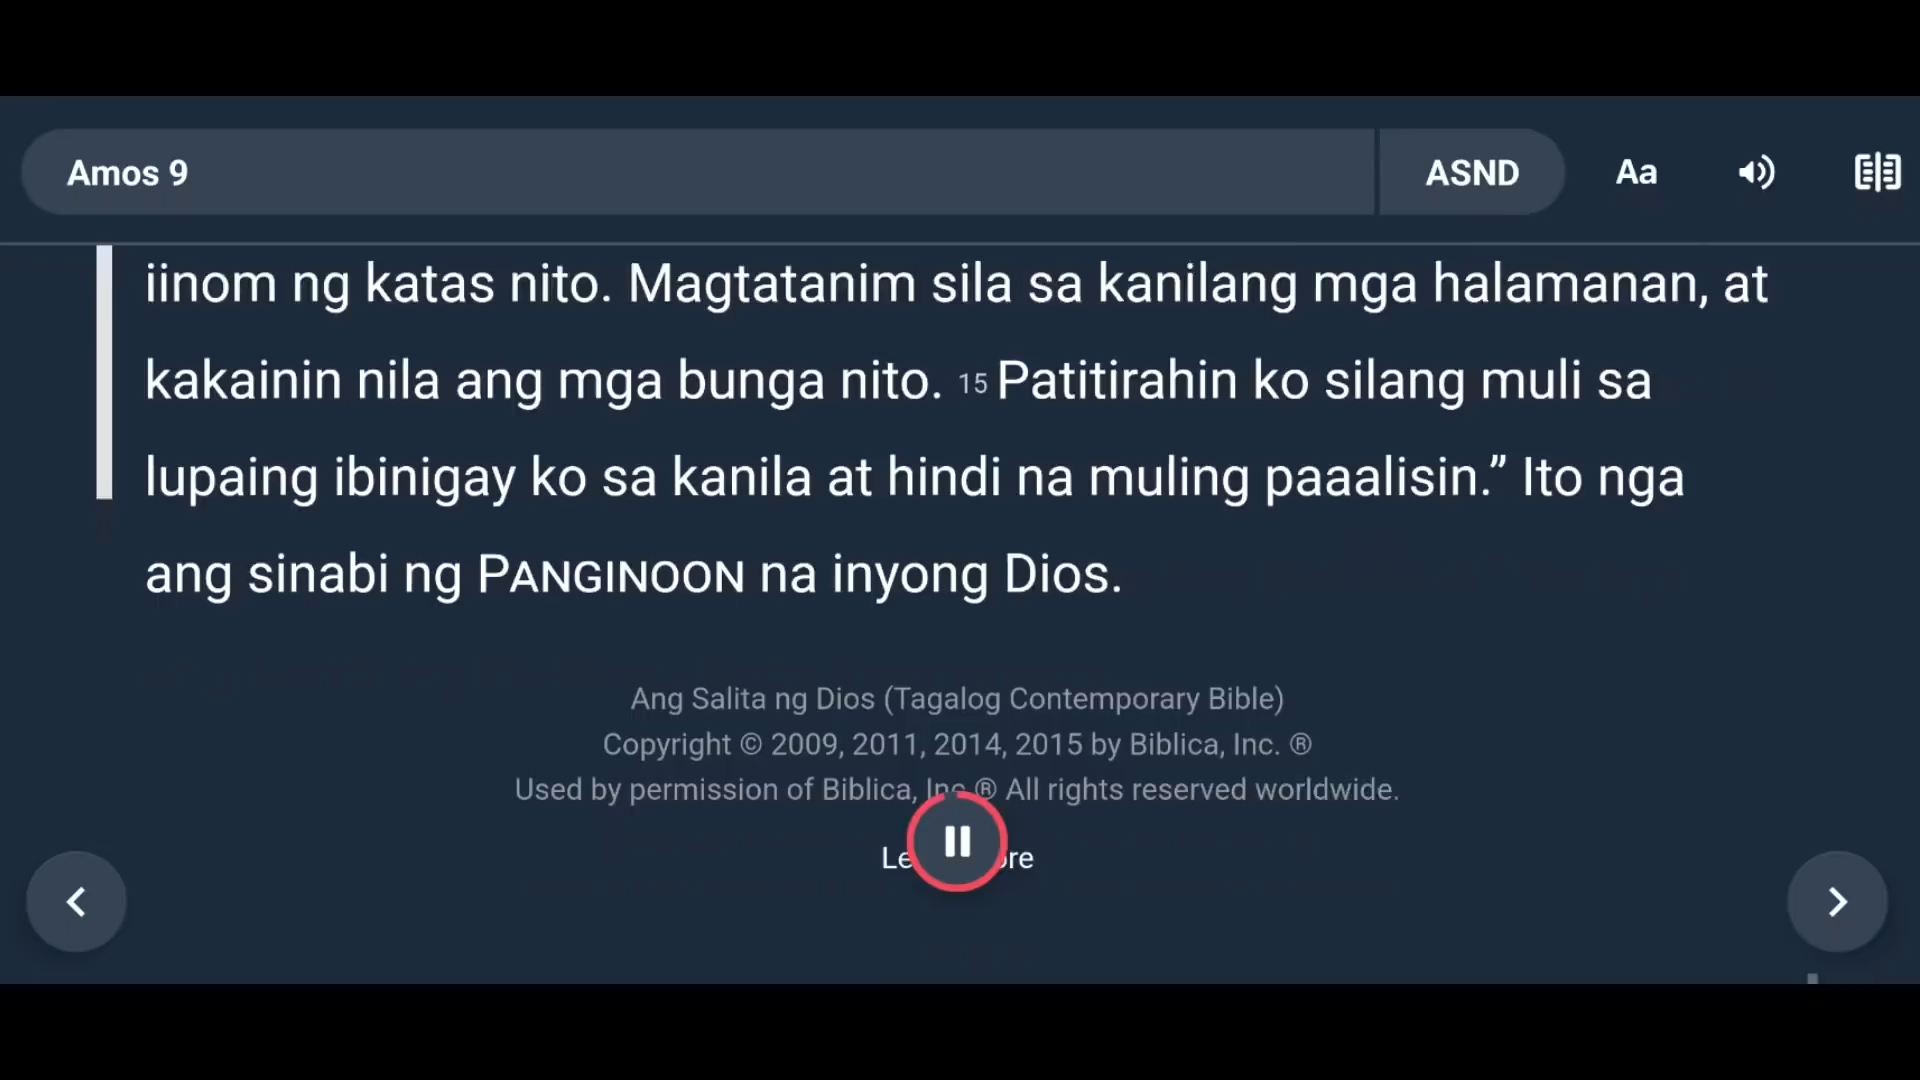 Amos 9
ASND
Aa
iinom ng katas nito. Magtatanim sila sa kanilang mga halamanan, at
kakainin nila ang mga bunga nito. 15 Patitirahin ko silang muli sa
lupaing ibinigay ko sa kanila at hindi na muling paaalisin.” Ito nga
ang sinabi ng PANGINOON na inyong Dios.
Ang Salita ng Dios (Tagalog Contemporary Bible)
Copyright © 2009, 2011, 2014, 2015 by Biblica, Inc. ®
Used by permission of Biblica, Inc.® All rights reserved worldwide.